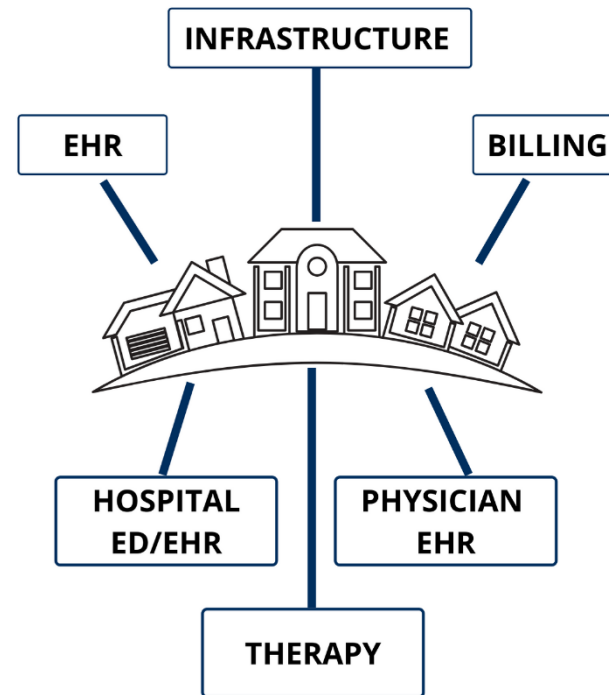 INFRASTRUCTURE
EHR
BILLING
HOSPITAL
ED/EHR
PHYSICIAN
EHR
THERAPY